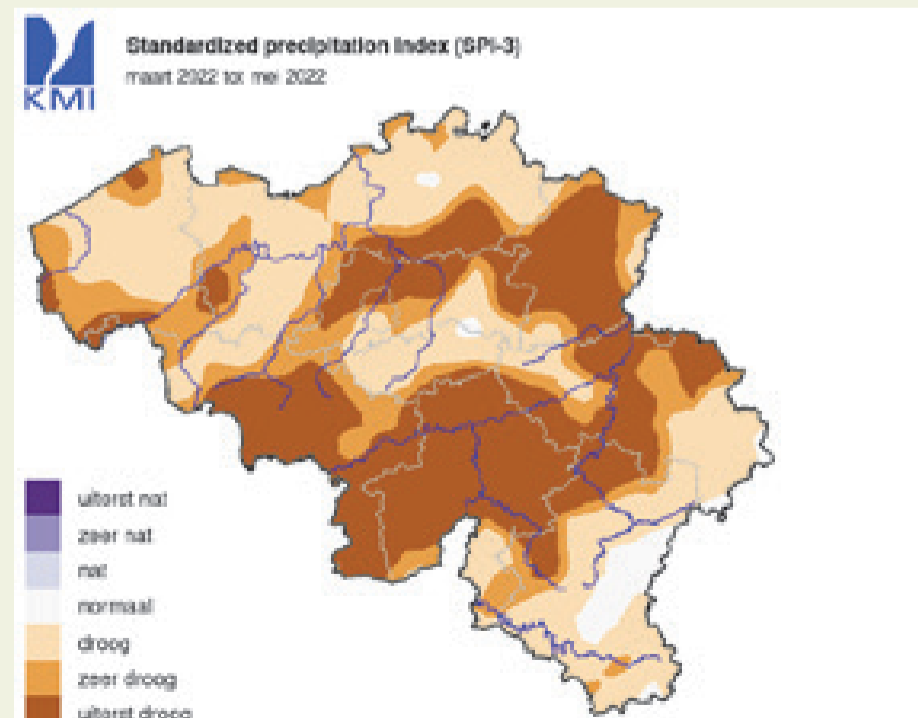 KMI
Standardized precipitation index (SPI-3)
maart 2022 tot mei 2022
uiterst nat
zeer nat
nat
normaal
droog
zeer droog
uiterst droog